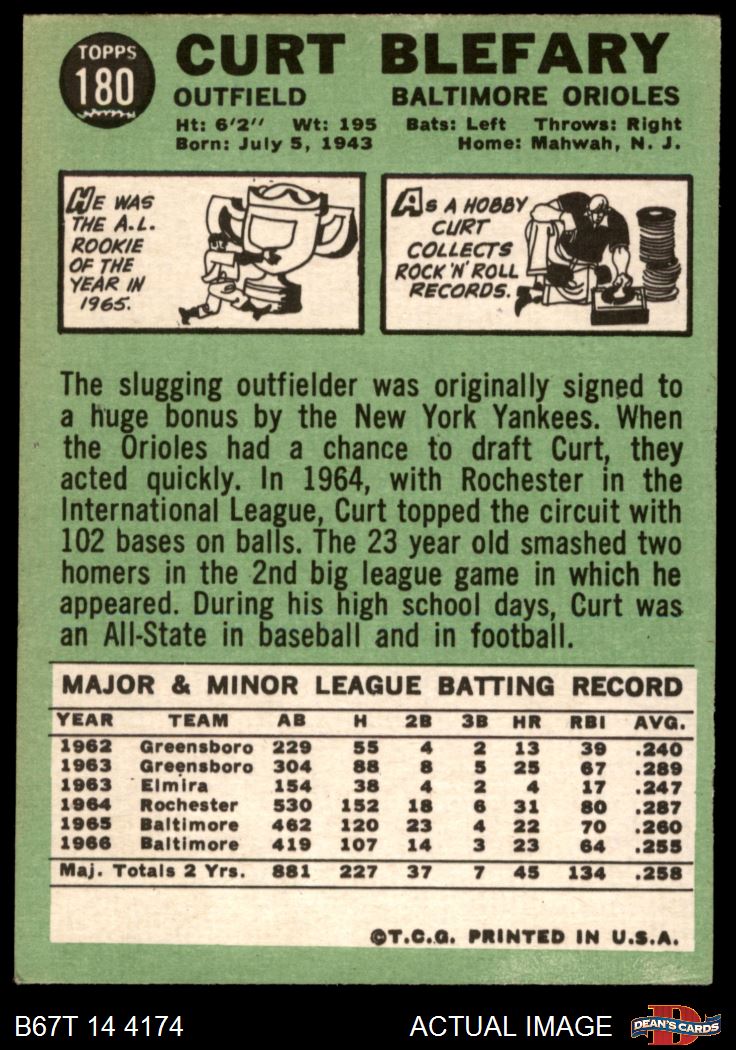 TOPPS
180
CURT BLEFARY
OUTFIELD BALTIMORE ORIOLES
Ht: 6'2" Wt: 195 Bats: Left Throws: Right
Born: July 5, 1943 Home: Mahwah, N. J.
HE WAS
THE A.L.
ROOKIE
OF THE
YEAR IN
1965.
AS A HOBBY
CURT
COLLECTS
ROCK 'N' ROLL
RECORDS.
The slugging outfielder was originally signed to
a huge bonus by the New York Yankees. When
the Orioles had a chance to draft Curt, they
acted quickly. In 1964, with Rochester in the
International League, Curt topped the circuit with
102 bases on balls. The 23 year old smashed two
homers in the 2nd big league game in which he
appeared. During his high school days, Curt was
an All-State in baseball and in football.
MAJOR & MINOR LEAGUE BATTING RECORD
YEAR TEAM AB H 2B 3B HR RBI AVG.
1962 Greensboro 229 55 4 2 13 39 .240
1963 Greensboro 304 88 8 5 25 67 .289
1963 Elmira 154 38 4 2 4 17 .247
1964 Rochester 530 152 18 6 31 80 .287
1965 Baltimore 462 120 23 4 22 70 .260
1966 Baltimore 419 107 14 3 23 64 .255
Maj. Totals 2 Yrs. 881 227 37 7 45 134 .258
©T.C.G. PRINTED IN U.S.A.
B67T 14 4174 ACTUAL IMAGE
D
DEAN'S CARDS